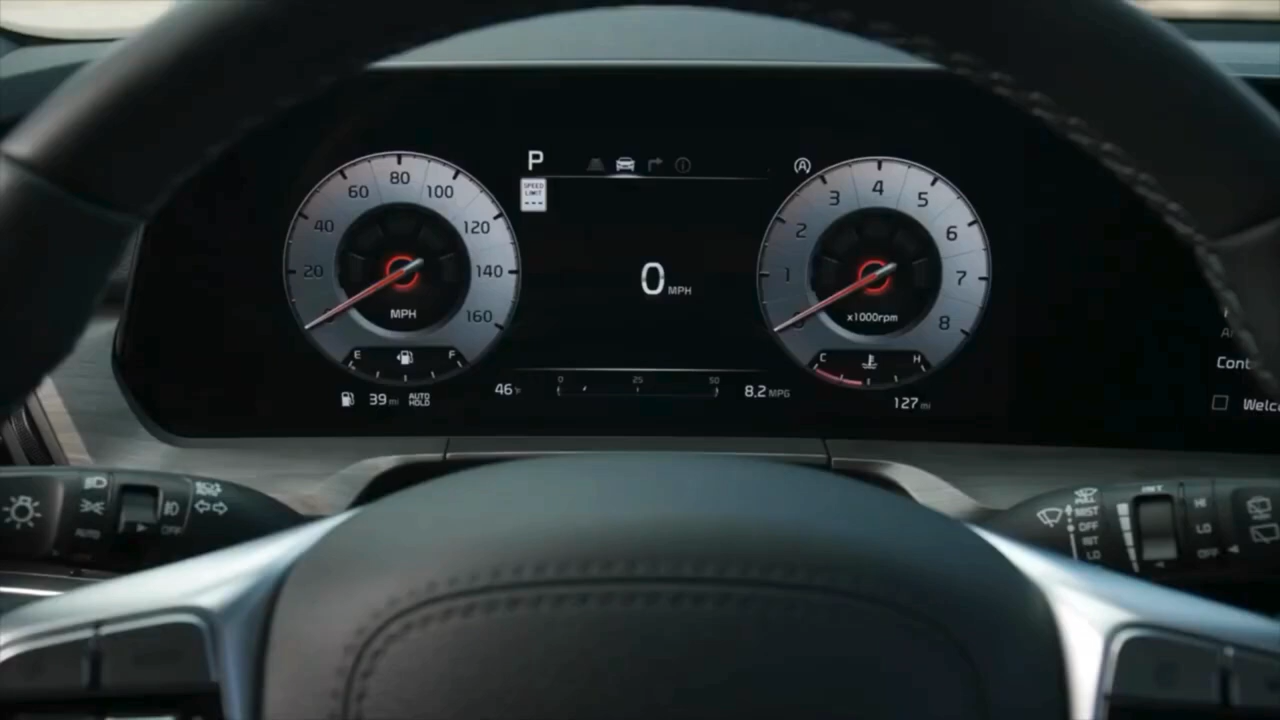 P
SPEED
LIMIT
---
80
60 100
40 120
20 140
160
MPH
E F
0 MPH
4
3 5
2 6
1 7
8
x1000rpm
C H
39 mi
AUTO
HOLD
46°F
0 25 50
8.2 MPG
127 mi
Cont
Welc
AUTO
OFF
MIST
OFF
INT
LO
INT
HI
LO
OFF